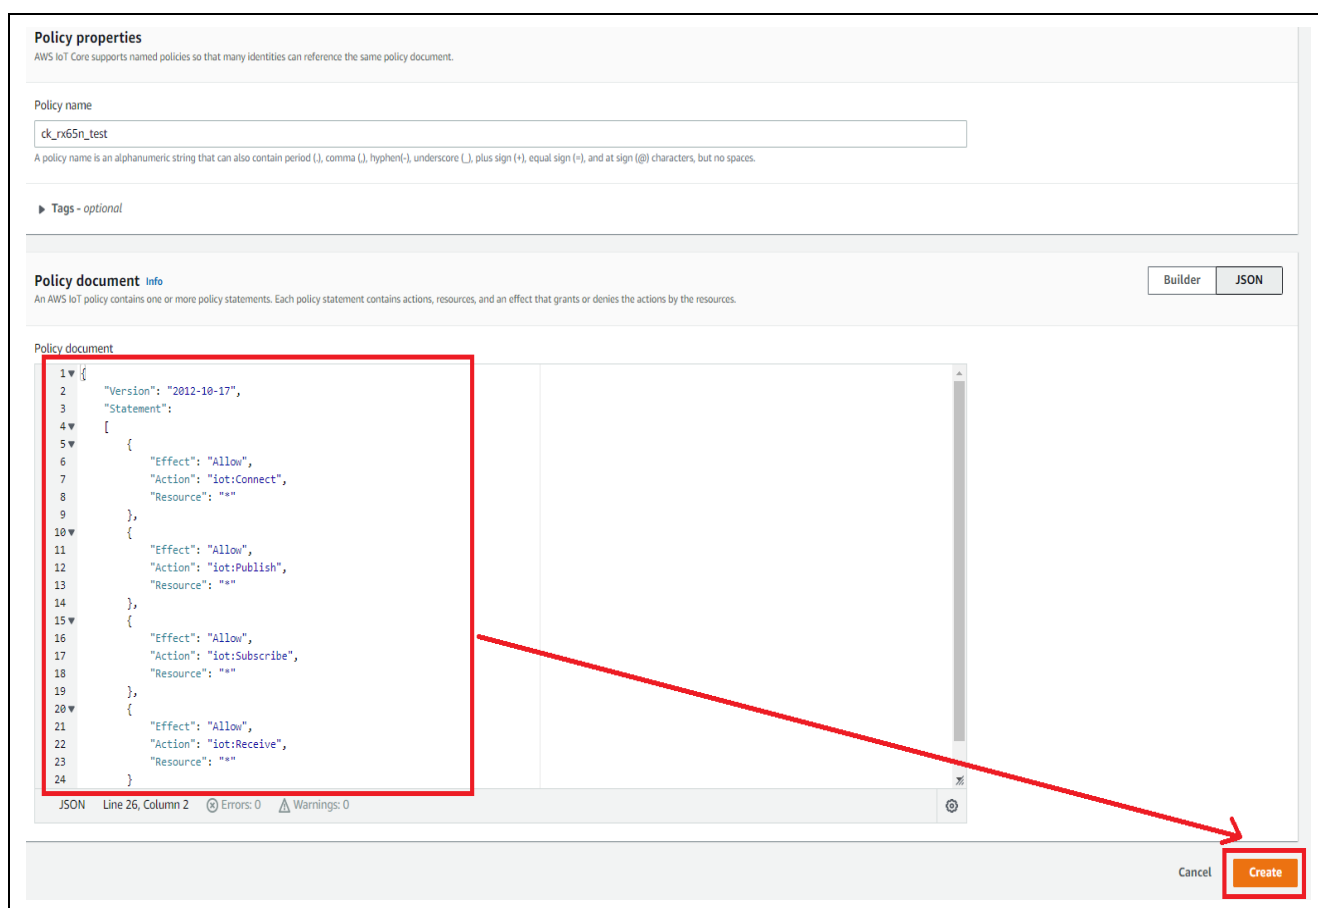 Policy properties
AWS IoT Core supports named policies so that many identities can reference the same policy document.
Policy name
ck_rx65n_test
A policy name is an alphanumeric string that can also contain period (.), comma (,), hyphen(-), underscore (_), plus sign (+), equal sign (=), and at sign (@) characters, but no spaces.
Tags - optional
Policy document Info
Builder JSON
An AWS IoT policy contains one or more policy statements. Each policy statement contains actions, resources, and an effect that grants or denies the actions by the resources.
Policy document
1 {
2 "Version": "2012-10-17",
3 "Statement":
4 [
5 {
6 "Effect": "Allow",
7 "Action": "iot:Connect",
8 "Resource": "*"
9 },
10 {
11 "Effect": "Allow",
12 "Action": "iot:Publish",
13 "Resource": "*"
14 },
15 {
16 "Effect": "Allow",
17 "Action": "iot:Subscribe",
18 "Resource": "*"
19 },
20 {
21 "Effect": "Allow",
22 "Action": "iot:Receive",
23 "Resource": "*"
24 }
JSON Line 26, Column 2 Errors: 0 Warnings: 0
Cancel Create